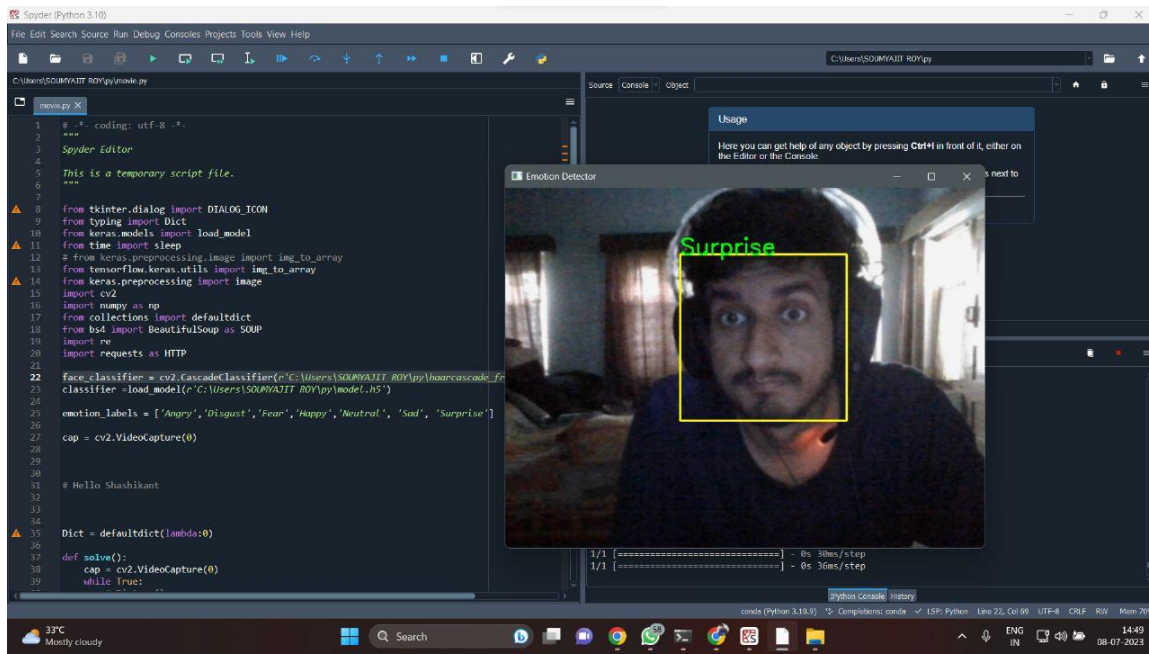 Spyder (Python 3.10)
File Edit Search Source Run Debug Consoles Projects Tools View Help
C:\Users\SOUMYAJIT ROY\py
C:\Users\SOUMYAJIT ROY\py\movie.py
movie.py
1 # -*- coding: utf-8 -*-
2 """
3 Spyder Editor
4
5 This is a temporary script file.
6 """
7
8 from tkinter.dialog import DIALOG_ICON
9 from typing import Dict
10 from keras.models import load_model
11 from time import sleep
12 # from keras.preprocessing.image import img_to_array
13 from tensorflow.keras.utils import img_to_array
14 from keras.preprocessing import image
15 import cv2
16 import numpy as np
17 from collections import defaultdict
18 from bs4 import BeautifulSoup as SOUP
19 import re
20 import requests as HTTP
21
22 face_classifier = cv2.CascadeClassifier(r'C:\Users\SOUMYAJIT ROY\py\haarcascade_fr
23 classifier =load_model(r'C:\Users\SOUMYAJIT ROY\py\model.h5')
24
25 emotion_labels = ['Angry','Disgust','Fear','Happy','Neutral', 'Sad', 'Surprise']
26
27 cap = cv2.VideoCapture(0)
28
29
30
31 # Hello Shashikant
32
33
34
35 Dict = defaultdict(lambda:0)
36
37 def solve():
38 cap = cv2.VideoCapture(0)
39 while True:
Source Console Object
Usage
Here you can get help of any object by pressing Ctrl+I in front of it, either on
the Editor or the Console.
s next to
Emotion Detector
Surprise
1/1 [==============================] - 0s 30ms/step
1/1 [==============================] - 0s 36ms/step
IPython Console History
conda (Python 3.10.9) Completions: conda LSP: Python Line 22, Col 69 UTF-8 CRLF RW Mem 70%
33°C
Mostly cloudy
Search
58
ENG
IN
14:49
08-07-2023